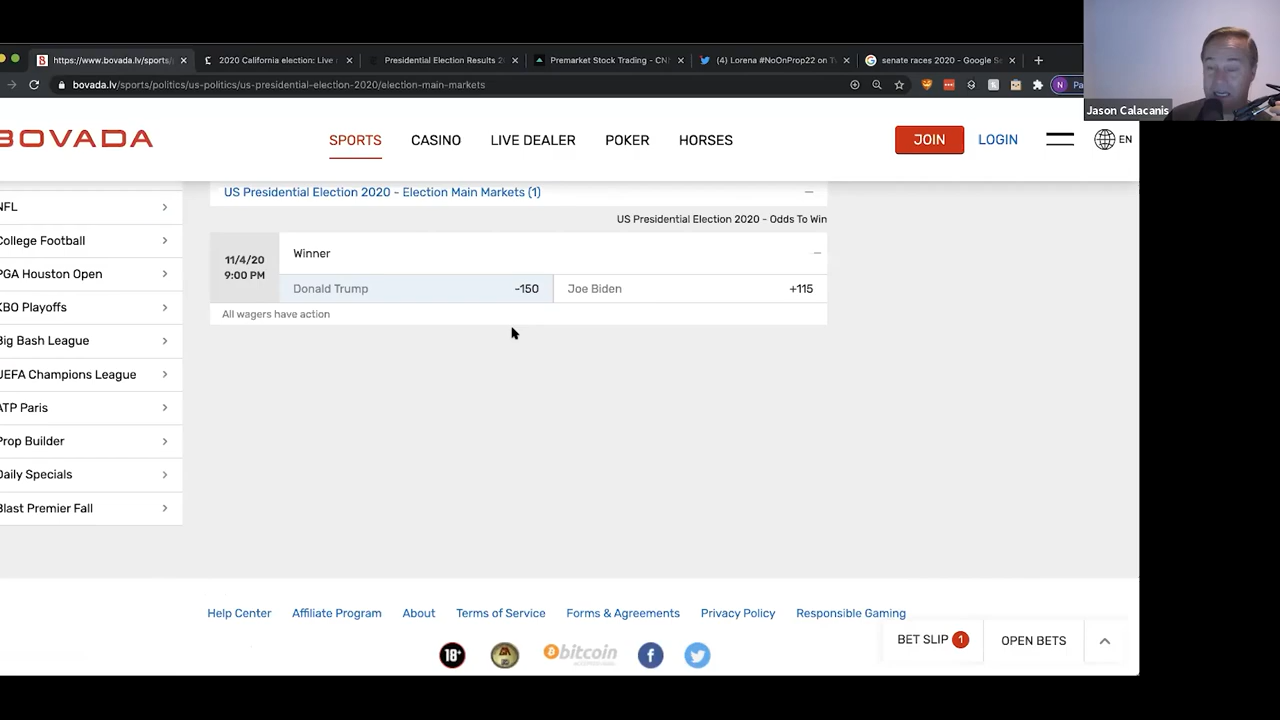 https://www.bovada.lv/sports/
2020 California election: Live r
Presidential Election Results 2
Premarket Stock Trading - CN
(4) Lorena #NoOnProp22 on Tw
senate races 2020 - Google Se
bovada.lv/sports/politics/us-politics/us-presidential-election-2020/election-main-markets
N
Pa
Jason Calacanis
BOVADA
SPORTS
CASINO
LIVE DEALER
POKER
HORSES
JOIN
LOGIN
EN
NFL
College Football
PGA Houston Open
KBO Playoffs
Big Bash League
UEFA Champions League
ATP Paris
Prop Builder
Daily Specials
Blast Premier Fall
US Presidential Election 2020 - Election Main Markets (1)
US Presidential Election 2020 - Odds To Win
11/4/20
9:00 PM
Winner
Donald Trump -150
Joe Biden +115
All wagers have action
Help Center
Affiliate Program
About
Terms of Service
Forms & Agreements
Privacy Policy
Responsible Gaming
BET SLIP 1
OPEN BETS
18+
bitcoin